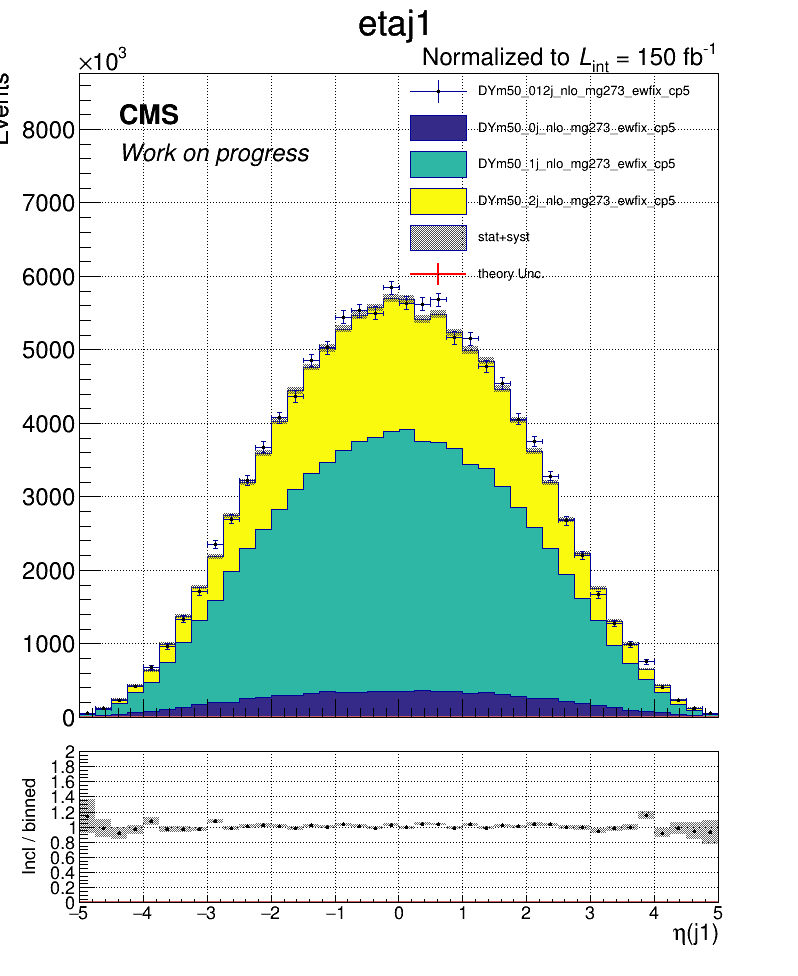 etaj1
×10³
Normalized to L_int = 150 fb⁻¹
Events
CMS
Work on progress
DYm50_012j_nlo_mg273_ewfix_cp5
DYm50_0j_nlo_mg273_ewfix_cp5
DYm50_1j_nlo_mg273_ewfix_cp5
DYm50_2j_nlo_mg273_ewfix_cp5
stat+syst
theory Unc.
8000
7000
6000
5000
4000
3000
2000
1000
0
Incl / binned
2
1.8
1.6
1.4
1.2
1
0.8
0.6
0.4
0.2
0
−5 −4 −3 −2 −1 0 1 2 3 4 5
η(j1)